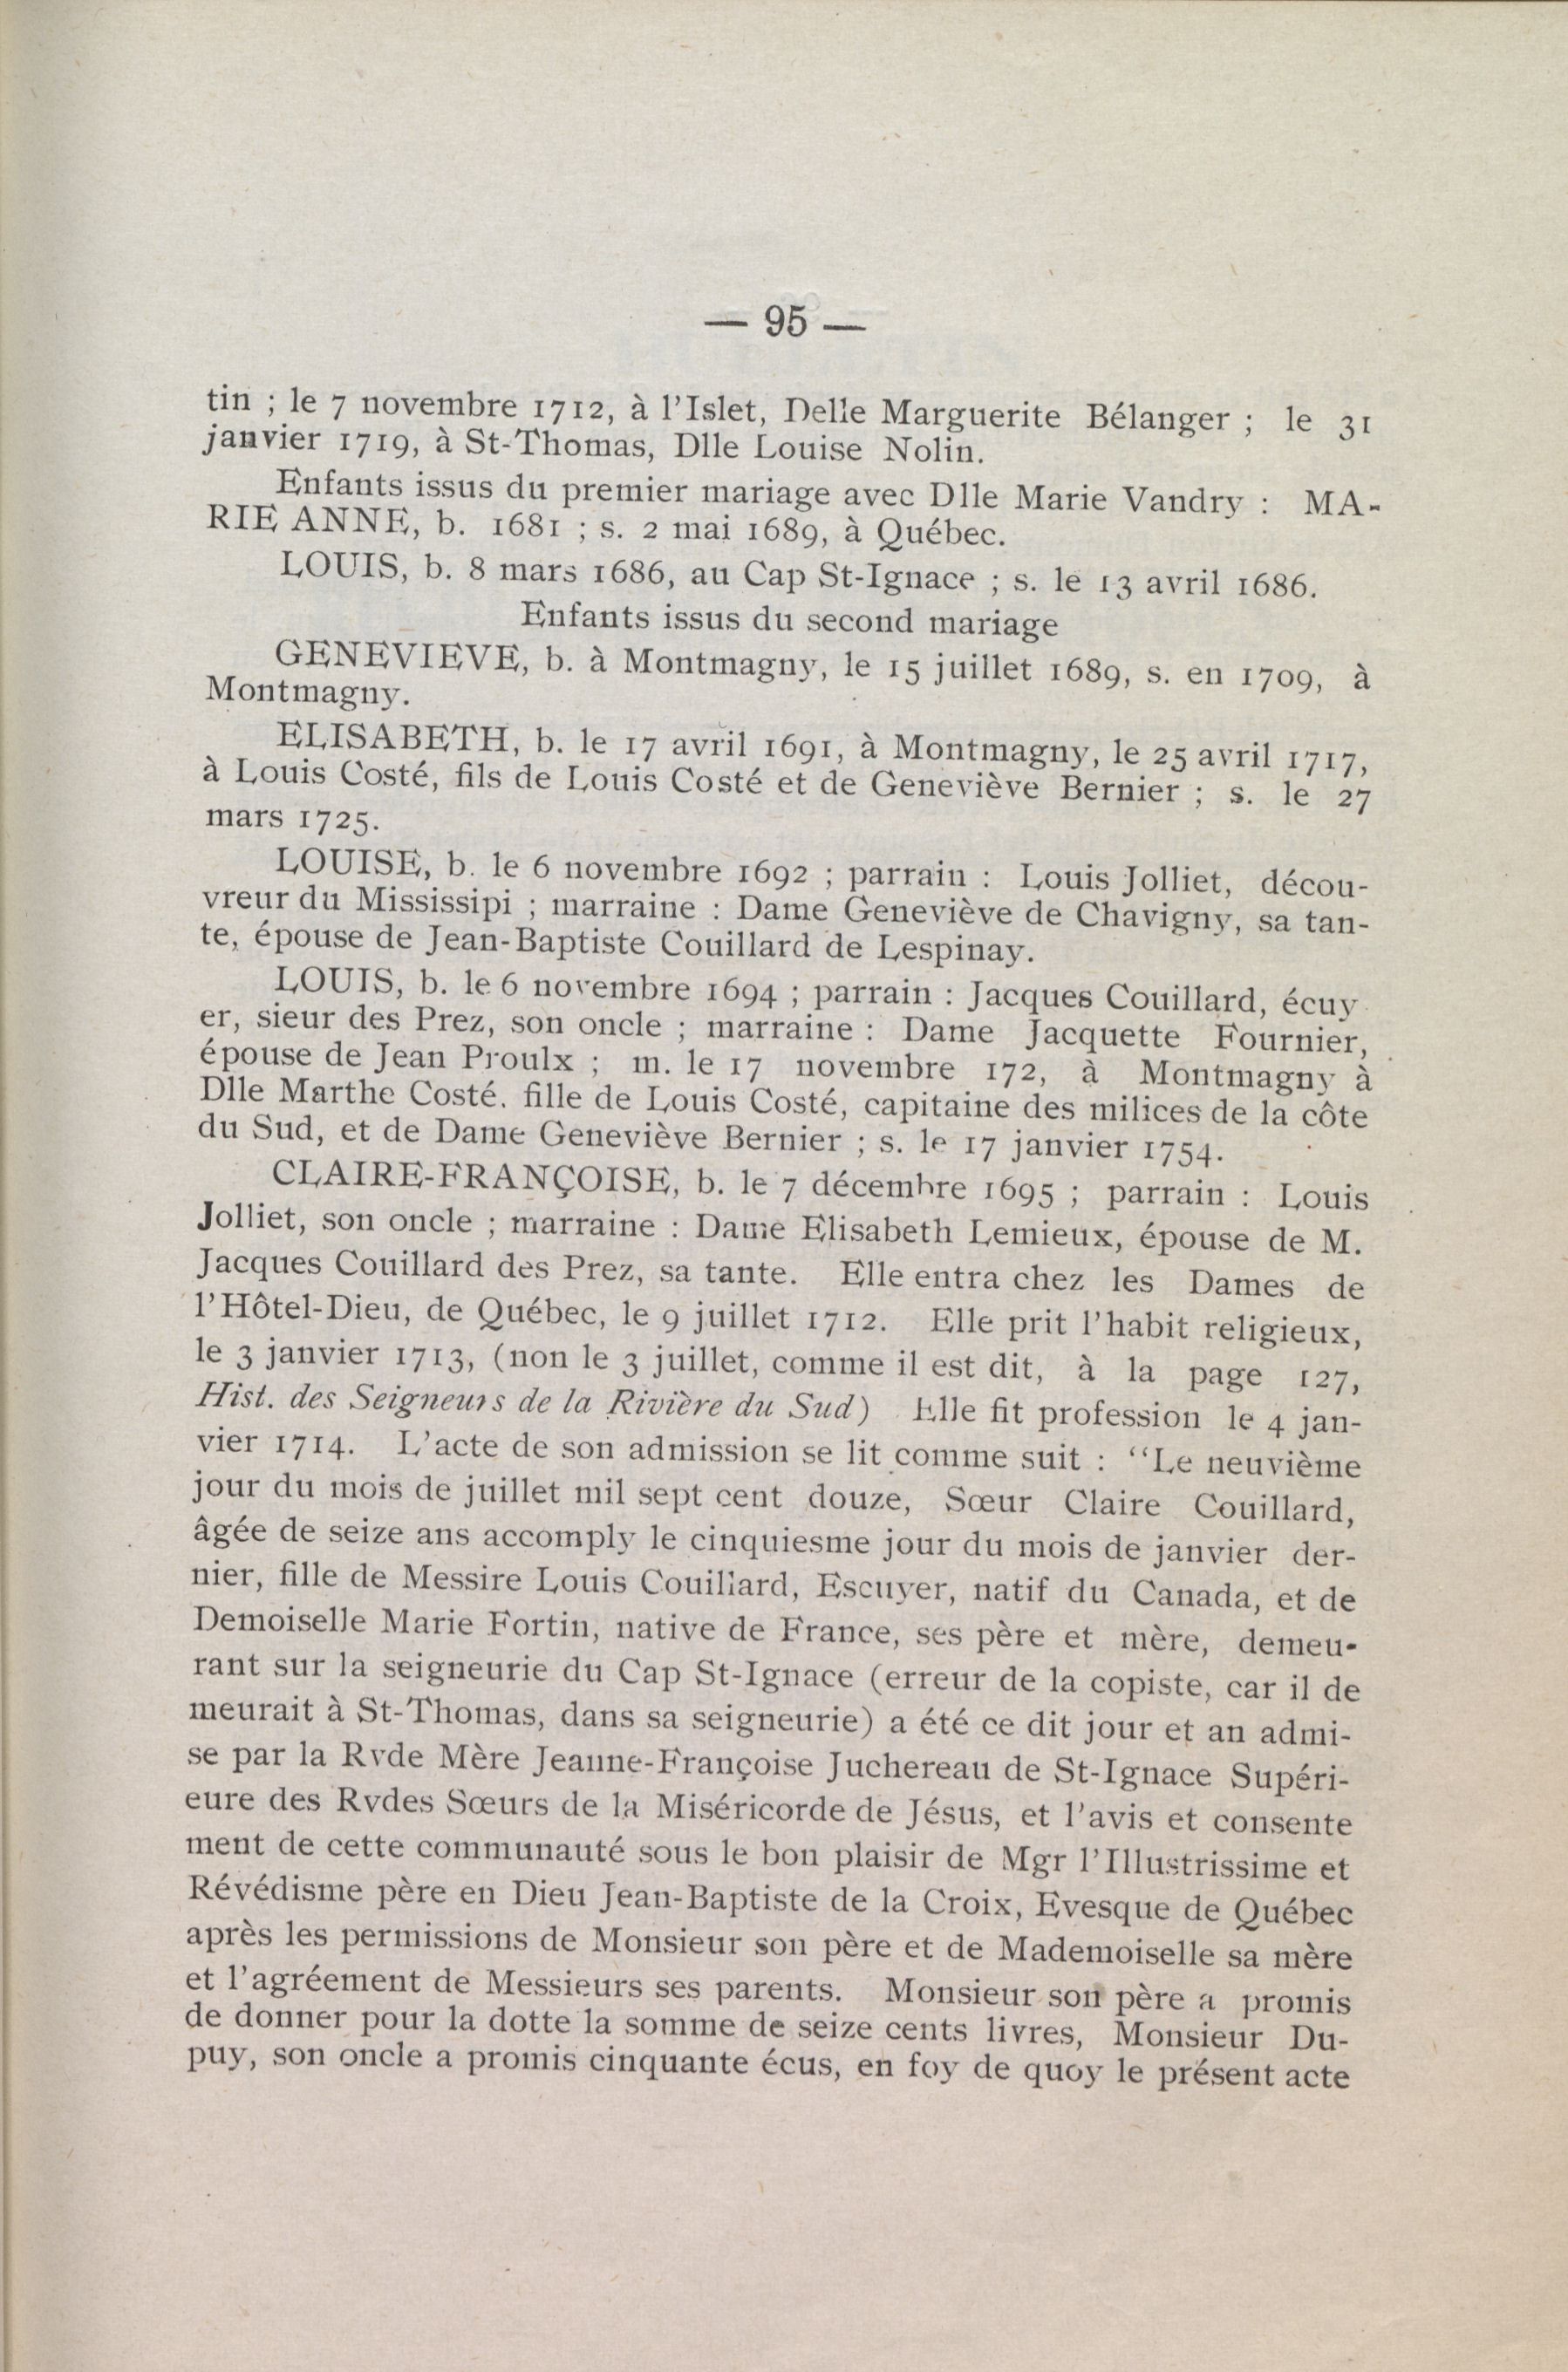 — 95 —
tin ; le 7 novembre 1712, à l'Islet, Delle Marguerite Bélanger ; le 31
janvier 1719, à St-Thomas, Dlle Louise Nolin.
Enfants issus du premier mariage avec Dlle Marie Vandry : MA-
RIE ANNE, b. 1681 ; s. 2 mai 1689, à Québec.
LOUIS, b. 8 mars 1686, au Cap St-Ignace ; s. le 13 avril 1686.
Enfants issus du second mariage
GENEVIEVE, b. à Montmagny, le 15 juillet 1689, s. en 1709, à
Montmagny.
ELISABETH, b. le 17 avril 1691, à Montmagny, le 25 avril 1717,
à Louis Costé, fils de Louis Costé et de Geneviève Bernier ; s. le 27
mars 1725.
LOUISE, b. le 6 novembre 1692 ; parrain : Louis Jolliet, décou-
vreur du Mississipi ; marraine : Dame Geneviève de Chavigny, sa tan-
te, épouse de Jean-Baptiste Couillard de Lespinay.
LOUIS, b. le 6 novembre 1694 ; parrain : Jacques Couillard, écuy
er, sieur des Prez, son oncle ; marraine : Dame Jacquette Fournier,
épouse de Jean Proulx ; m. le 17 novembre 172, à Montmagny à
Dlle Marthe Costé. fille de Louis Costé, capitaine des milices de la côte
du Sud, et de Dame Geneviève Bernier ; s. le 17 janvier 1754.
CLAIRE-FRANÇOISE, b. le 7 décembre 1695 ; parrain : Louis
Jolliet, son oncle ; marraine : Dame Elisabeth Lemieux, épouse de M.
Jacques Couillard des Prez, sa tante. Elle entra chez les Dames de
l'Hôtel-Dieu, de Québec, le 9 juillet 1712. Elle prit l'habit religieux,
le 3 janvier 1713, (non le 3 juillet, comme il est dit, à la page 127,
Hist. des Seigneurs de la Rivière du Sud) Elle fit profession le 4 jan-
vier 1714. L'acte de son admission se lit comme suit : "Le neuvième
jour du mois de juillet mil sept cent douze, Sœur Claire Couillard,
âgée de seize ans accomply le cinquiesme jour du mois de janvier der-
nier, fille de Messire Louis Couillard, Escuyer, natif du Canada, et de
Demoiselle Marie Fortin, native de France, ses père et mère, demeu-
rant sur la seigneurie du Cap St-Ignace (erreur de la copiste, car il de
meurait à St-Thomas, dans sa seigneurie) a été ce dit jour et an admi-
se par la Rvde Mère Jeanne-Françoise Juchereau de St-Ignace Supéri-
eure des Rvdes Sœurs de la Miséricorde de Jésus, et l'avis et consente
ment de cette communauté sous le bon plaisir de Mgr l'Illustrissime et
Révédisme père en Dieu Jean-Baptiste de la Croix, Evesque de Québec
après les permissions de Monsieur son père et de Mademoiselle sa mère
et l'agréement de Messieurs ses parents. Monsieur son père a promis
de donner pour la dotte la somme de seize cents livres, Monsieur Du-
puy, son oncle a promis cinquante écus, en foy de quoy le présent acte